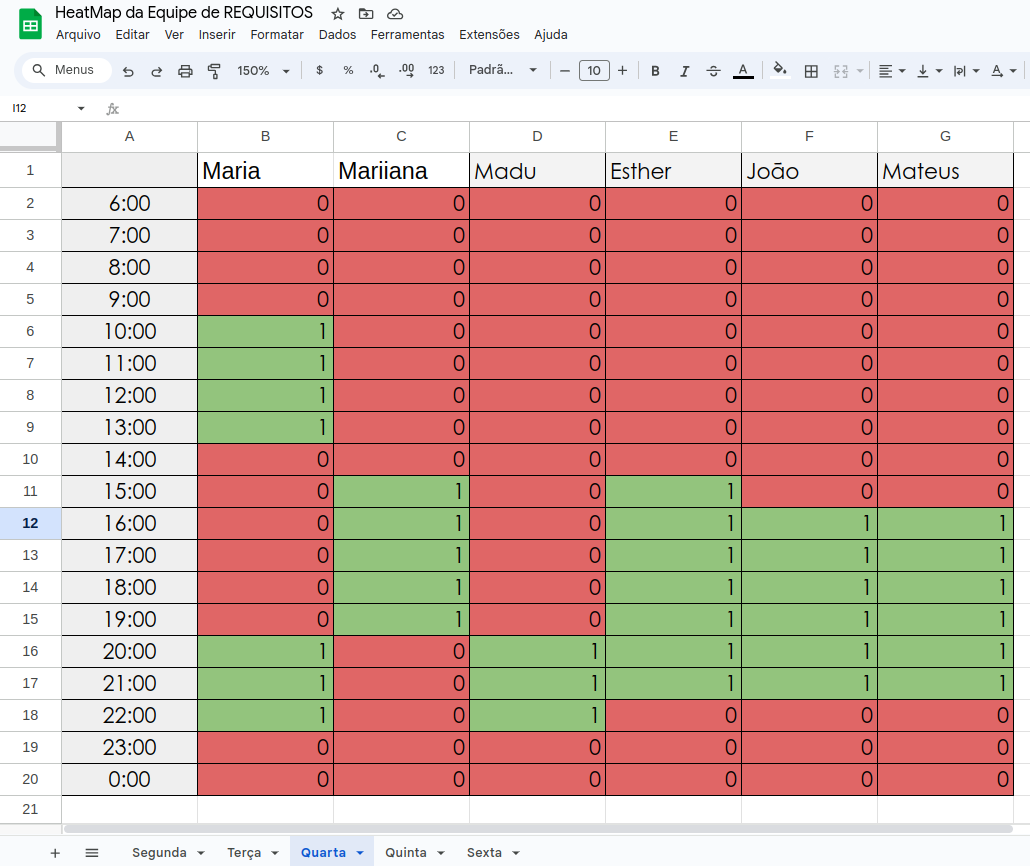 HeatMap da Equipe de REQUISITOS
Arquivo Editar Ver Inserir Formatar Dados Ferramentas Extensões Ajuda
Menus 150% $ % .0 .00 123 Padrã... − 10 + B I S A A
I12 fx
A B C D E F G
1 Maria Mariiana Madu Esther João Mateus
2 6:00 0 0 0 0 0 0
3 7:00 0 0 0 0 0 0
4 8:00 0 0 0 0 0 0
5 9:00 0 0 0 0 0 0
6 10:00 1 0 0 0 0 0
7 11:00 1 0 0 0 0 0
8 12:00 1 0 0 0 0 0
9 13:00 1 0 0 0 0 0
10 14:00 0 0 0 0 0 0
11 15:00 0 1 0 1 0 0
12 16:00 0 1 0 1 1 1
13 17:00 0 1 0 1 1 1
14 18:00 0 1 0 1 1 1
15 19:00 0 1 0 1 1 1
16 20:00 1 0 1 1 1 1
17 21:00 1 0 1 1 1 1
18 22:00 1 0 1 0 0 0
19 23:00 0 0 0 0 0 0
20 0:00 0 0 0 0 0 0
21
+ Segunda Terça Quarta Quinta Sexta